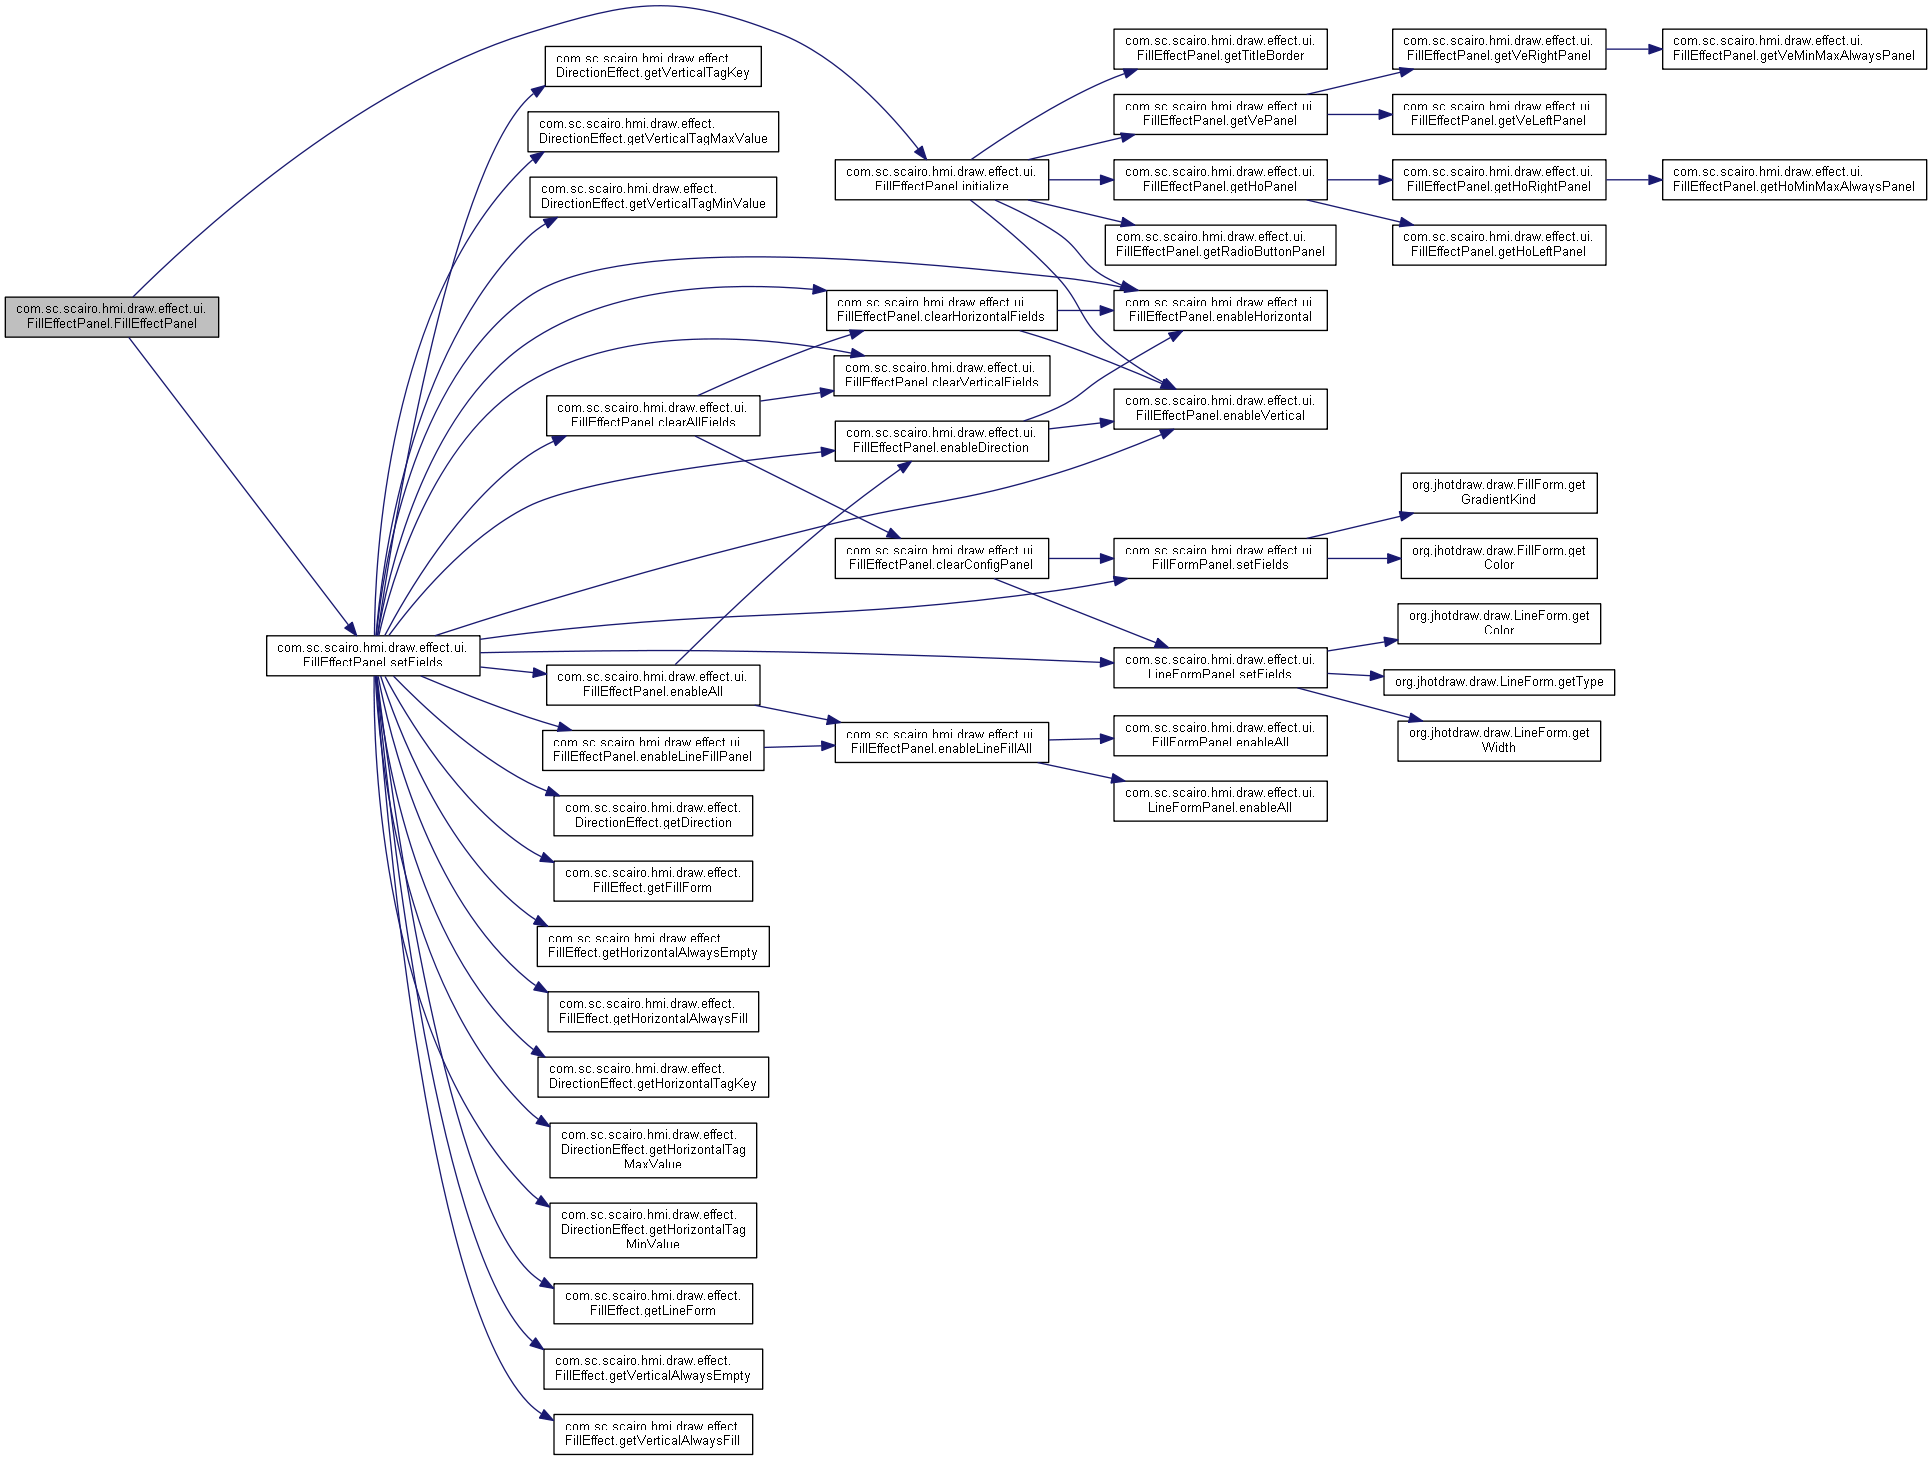 com.sc.scairo.hmi.draw.effect.ui.
FillEffectPanel.FillEffectPanel
com.sc.scairo.hmi.draw.effect.ui.
FillEffectPanel.setFields
com.sc.scairo.hmi.draw.effect.
DirectionEffect.getVerticalTagKey
com.sc.scairo.hmi.draw.effect.
DirectionEffect.getVerticalTagMaxValue
com.sc.scairo.hmi.draw.effect.
DirectionEffect.getVerticalTagMinValue
com.sc.scairo.hmi.draw.effect.ui.
FillEffectPanel.clearAllFields
com.sc.scairo.hmi.draw.effect.ui.
FillEffectPanel.enableAll
com.sc.scairo.hmi.draw.effect.ui.
FillEffectPanel.enableLineFillPanel
com.sc.scairo.hmi.draw.effect.
DirectionEffect.getDirection
com.sc.scairo.hmi.draw.effect.
FillEffect.getFillForm
com.sc.scairo.hmi.draw.effect.
FillEffect.getHorizontalAlwaysEmpty
com.sc.scairo.hmi.draw.effect.
FillEffect.getHorizontalAlwaysFill
com.sc.scairo.hmi.draw.effect.
DirectionEffect.getHorizontalTagKey
com.sc.scairo.hmi.draw.effect.
DirectionEffect.getHorizontalTag
MaxValue
com.sc.scairo.hmi.draw.effect.
DirectionEffect.getHorizontalTag
MinValue
com.sc.scairo.hmi.draw.effect.
FillEffect.getLineForm
com.sc.scairo.hmi.draw.effect.
FillEffect.getVerticalAlwaysEmpty
com.sc.scairo.hmi.draw.effect.
FillEffect.getVerticalAlwaysFill
com.sc.scairo.hmi.draw.effect.ui.
FillEffectPanel.initialize
com.sc.scairo.hmi.draw.effect.ui.
FillEffectPanel.clearHorizontalFields
com.sc.scairo.hmi.draw.effect.ui.
FillEffectPanel.clearVerticalFields
com.sc.scairo.hmi.draw.effect.ui.
FillEffectPanel.enableDirection
com.sc.scairo.hmi.draw.effect.ui.
FillEffectPanel.clearConfigPanel
com.sc.scairo.hmi.draw.effect.ui.
FillEffectPanel.enableLineFillAll
com.sc.scairo.hmi.draw.effect.ui.
FillEffectPanel.getTitleBorder
com.sc.scairo.hmi.draw.effect.ui.
FillEffectPanel.getVePanel
com.sc.scairo.hmi.draw.effect.ui.
FillEffectPanel.getHoPanel
com.sc.scairo.hmi.draw.effect.ui.
FillEffectPanel.getRadioButtonPanel
com.sc.scairo.hmi.draw.effect.ui.
FillEffectPanel.enableHorizontal
com.sc.scairo.hmi.draw.effect.ui.
FillEffectPanel.enableVertical
com.sc.scairo.hmi.draw.effect.ui.
FillFormPanel.setFields
com.sc.scairo.hmi.draw.effect.ui.
LineFormPanel.setFields
com.sc.scairo.hmi.draw.effect.ui.
FillFormPanel.enableAll
com.sc.scairo.hmi.draw.effect.ui.
LineFormPanel.enableAll
com.sc.scairo.hmi.draw.effect.ui.
FillEffectPanel.getVeRightPanel
com.sc.scairo.hmi.draw.effect.ui.
FillEffectPanel.getVeLeftPanel
com.sc.scairo.hmi.draw.effect.ui.
FillEffectPanel.getHoRightPanel
com.sc.scairo.hmi.draw.effect.ui.
FillEffectPanel.getHoLeftPanel
org.jhotdraw.draw.FillForm.get
GradientKind
org.jhotdraw.draw.FillForm.get
Color
org.jhotdraw.draw.LineForm.get
Color
org.jhotdraw.draw.LineForm.getType
org.jhotdraw.draw.LineForm.get
Width
com.sc.scairo.hmi.draw.effect.ui.
FillEffectPanel.getVeMinMaxAlwaysPanel
com.sc.scairo.hmi.draw.effect.ui.
FillEffectPanel.getHoMinMaxAlwaysPanel